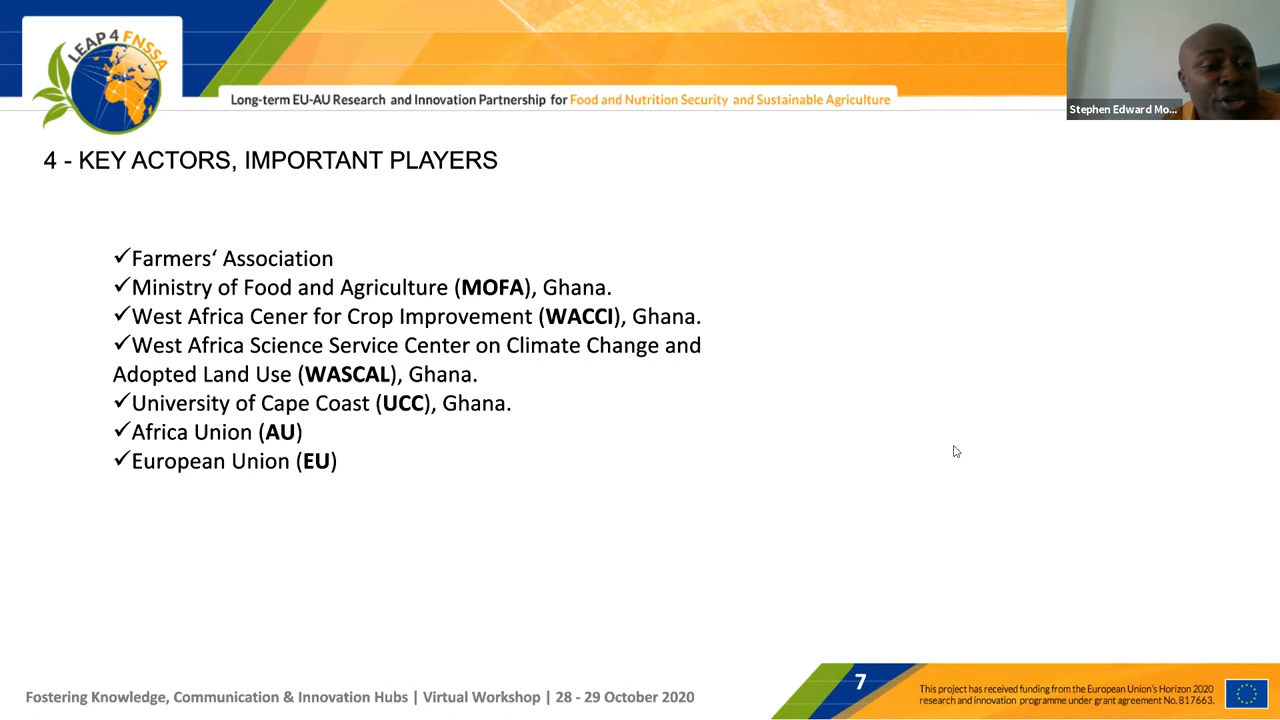 LEAP 4 FNSSA
Long-term EU-AU Research and Innovation Partnership for Food and Nutrition Security and Sustainable Agriculture
Stephen Edward Mo...
4 - KEY ACTORS, IMPORTANT PLAYERS
✓Farmers‘ Association
✓Ministry of Food and Agriculture (MOFA), Ghana.
✓West Africa Cener for Crop Improvement (WACCI), Ghana.
✓West Africa Science Service Center on Climate Change and
Adopted Land Use (WASCAL), Ghana.
✓University of Cape Coast (UCC), Ghana.
✓Africa Union (AU)
✓European Union (EU)
Fostering Knowledge, Communication & Innovation Hubs | Virtual Workshop | 28 - 29 October 2020
7
This project has received funding from the European Union's Horizon 2020
research and innovation programme under grant agreement No. 817663.